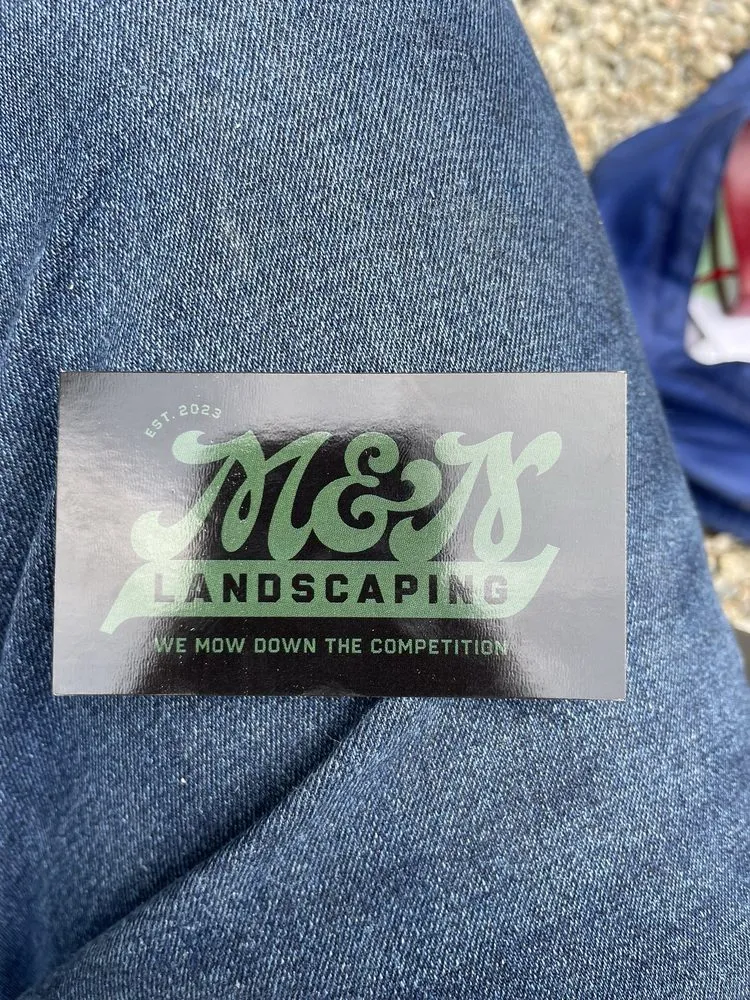 EST. 2023
M&N
LANDSCAPING
WE MOW DOWN THE COMPETITION